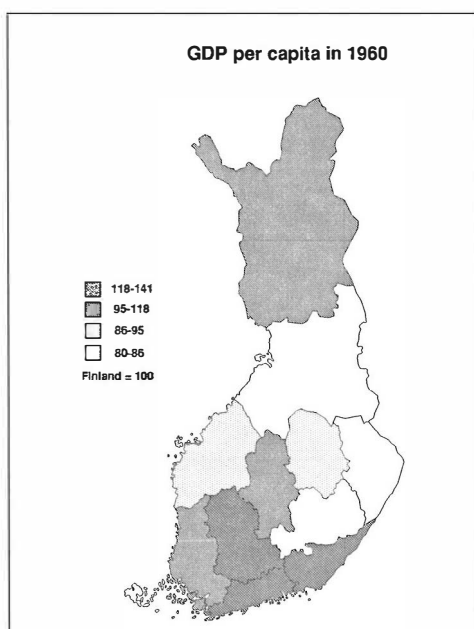 GDP per capita in 1960
118-141
95-118
86-95
80-86
Finland = 100